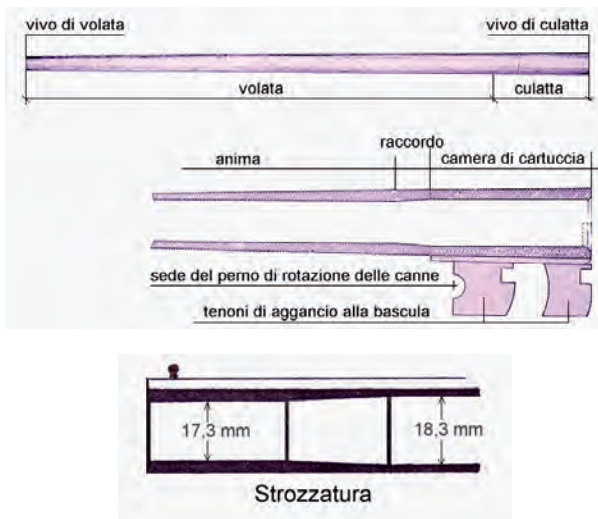 vivo di volata
vivo di culatta
volata
culatta
raccordo
anima
camera di cartuccia
sede del perno di rotazione delle canne
tenoni di aggancio alla bascula
17,3 mm
18,3 mm
Strozzatura